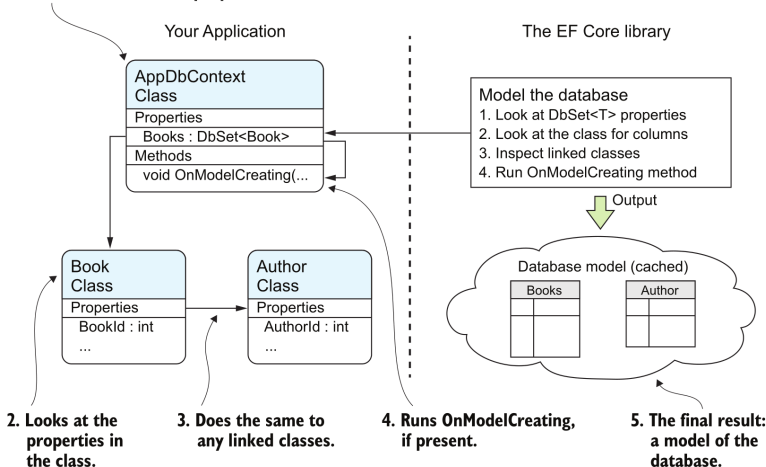 Your Application
The EF Core library
AppDbContext
Class
Properties
Books : DbSet<Book>
Methods
void OnModelCreating(...
Model the database
1. Look at DbSet<T> properties
2. Look at the class for columns
3. Inspect linked classes
4. Run OnModelCreating method
Output
Book
Class
Properties
BookId : int
...
Author
Class
Properties
AuthorId : int
...
Database model (cached)
Books
Author
2. Looks at the
properties in
the class.
3. Does the same to
any linked classes.
4. Runs OnModelCreating,
if present.
5. The final result:
a model of the
database.